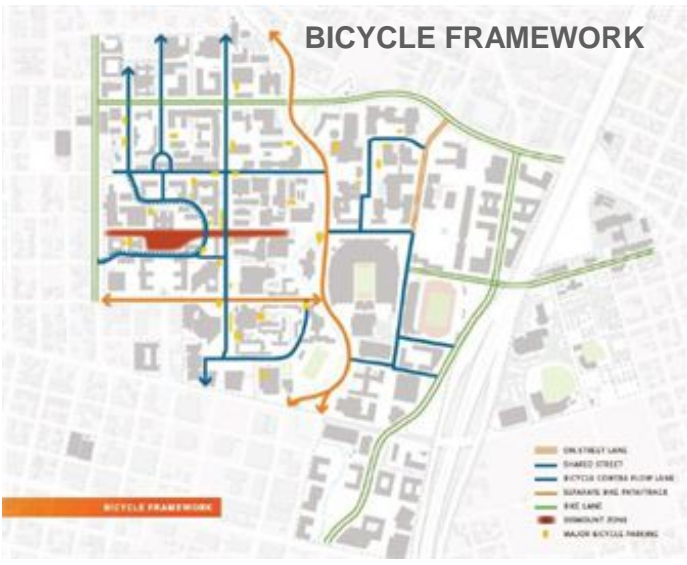 BICYCLE FRAMEWORK
ON-STREET LANE
SHARED STREET
BICYCLE CONTRA FLOW LANE
SEPARATE BIKE PATH/TRACK
BIKE LANE
DISMOUNT ZONE
MAJOR BICYCLE PARKING
BICYCLE FRAMEWORK